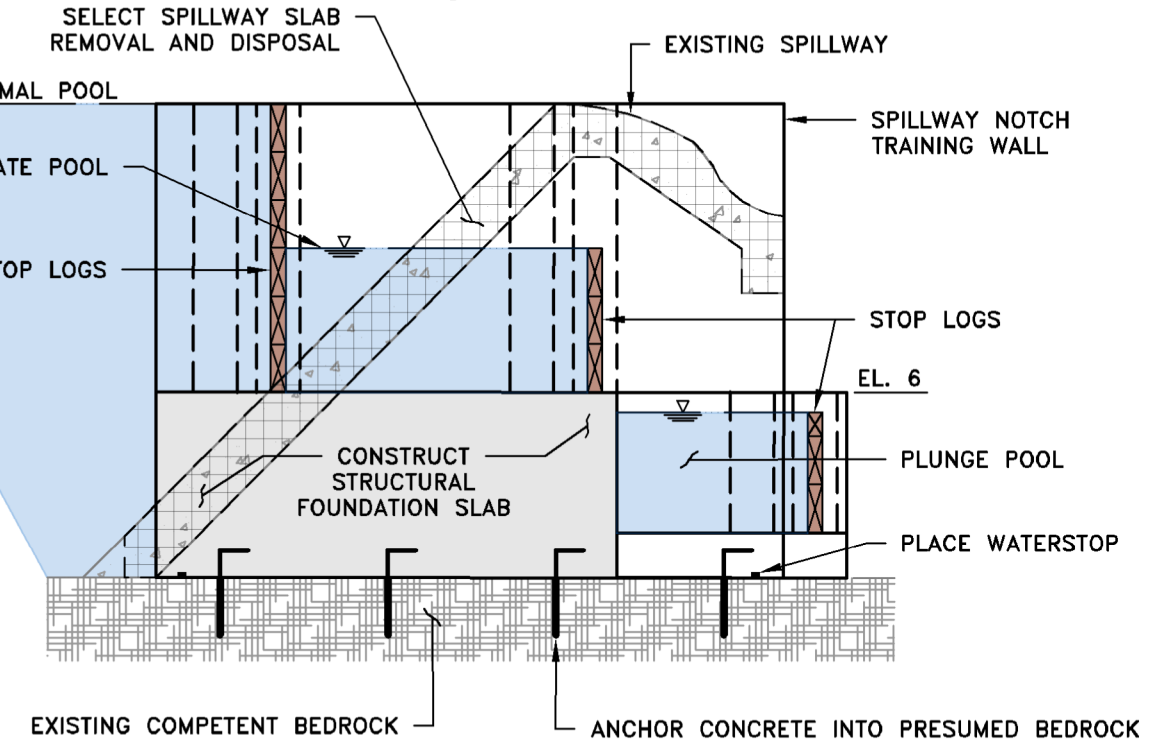 SELECT SPILLWAY SLAB
REMOVAL AND DISPOSAL
EXISTING SPILLWAY
MAL POOL
SPILLWAY NOTCH
TRAINING WALL
ATE POOL
TOP LOGS
STOP LOGS
EL. 6
CONSTRUCT
STRUCTURAL
FOUNDATION SLAB
PLUNGE POOL
PLACE WATERSTOP
EXISTING COMPETENT BEDROCK
ANCHOR CONCRETE INTO PRESUMED BEDROCK